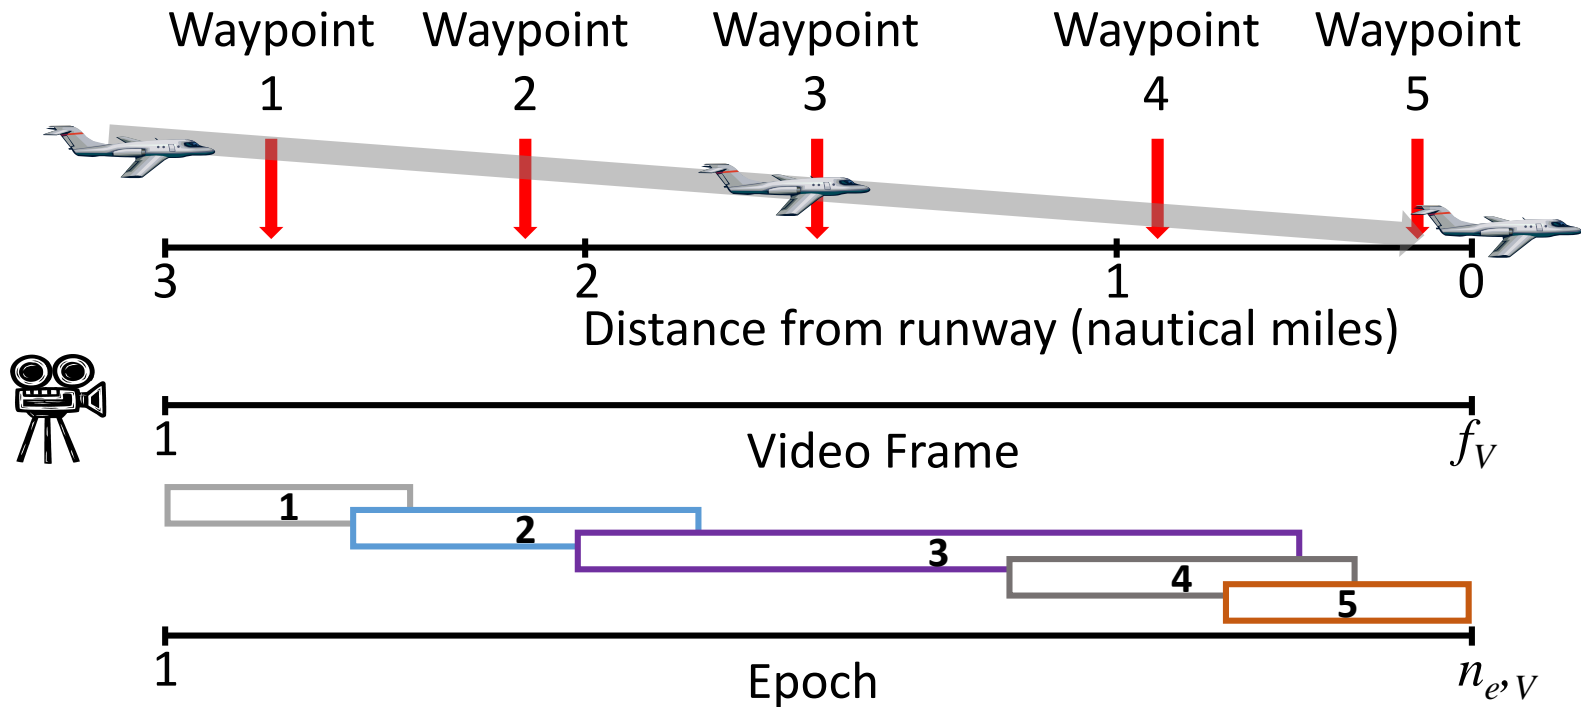 Waypoint Waypoint Waypoint Waypoint Waypoint
1 2 3 4 5
3 2 1 0
Distance from runway (nautical miles)
1 f_V
Video Frame
1
2
3
4
5
1 n_{e,V}
Epoch